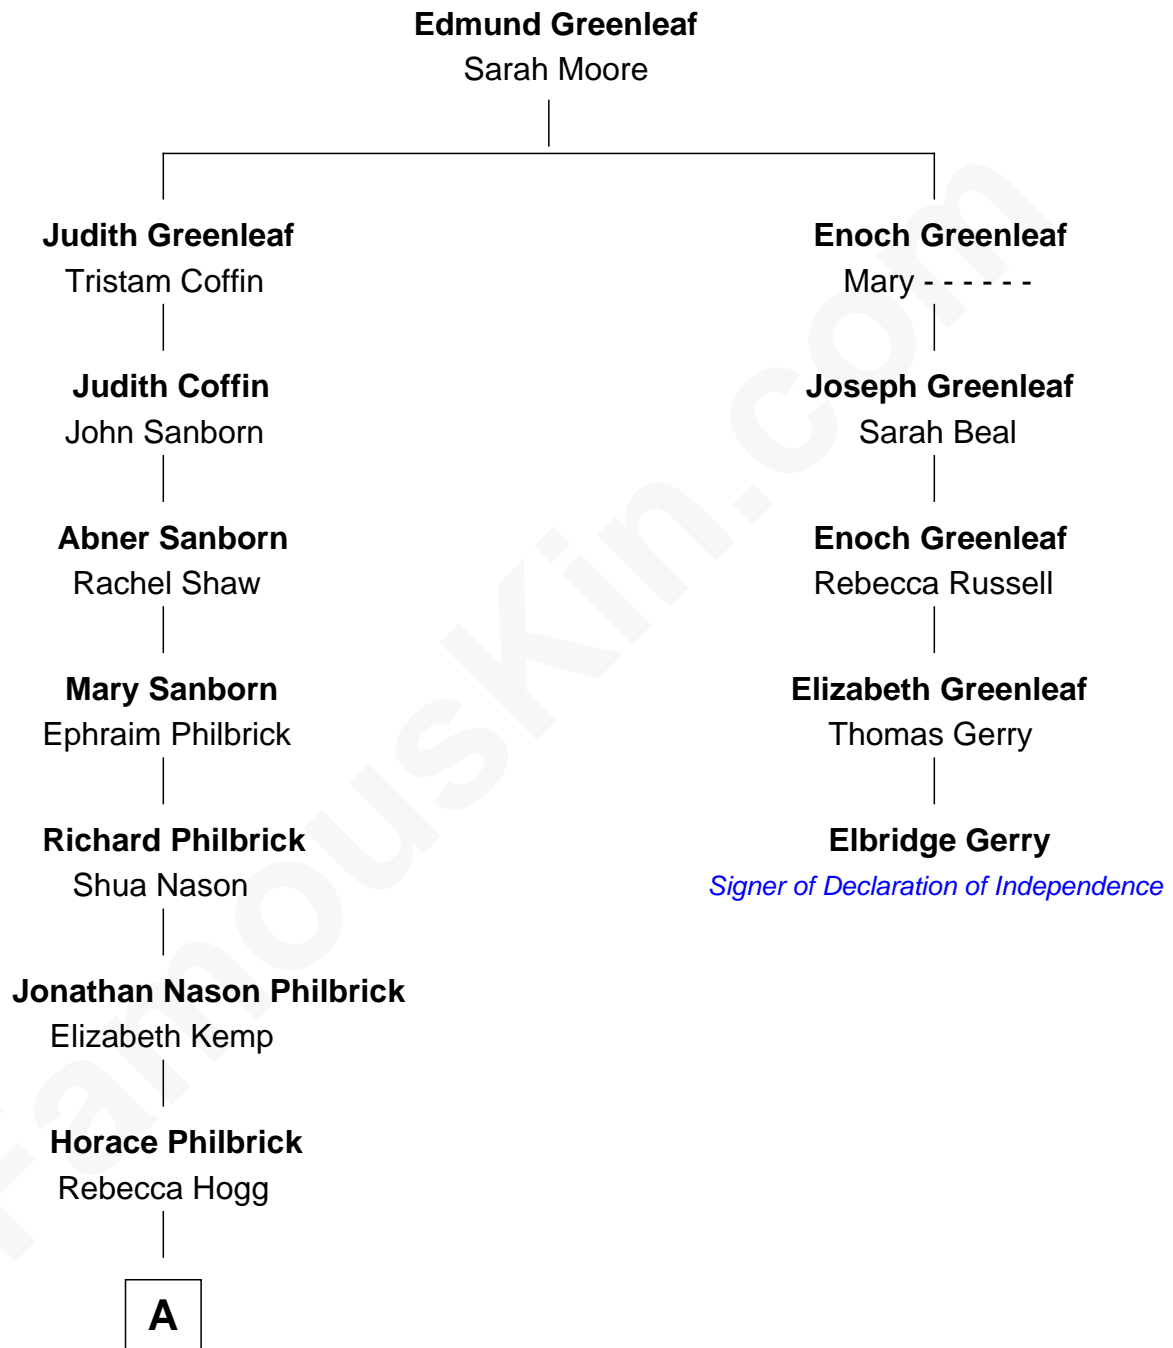 Edmund Greenleaf
Sarah Moore
Judith Greenleaf
Tristam Coffin
Enoch Greenleaf
Mary - - - - - -
Judith Coffin
John Sanborn
Joseph Greenleaf
Sarah Beal
Abner Sanborn
Rachel Shaw
Enoch Greenleaf
Rebecca Russell
Mary Sanborn
Ephraim Philbrick
Elizabeth Greenleaf
Thomas Gerry
Richard Philbrick
Shua Nason
Elbridge Gerry
Signer of Declaration of Independence
Jonathan Nason Philbrick
Elizabeth Kemp
Horace Philbrick
Rebecca Hogg
A
FamousKin.com